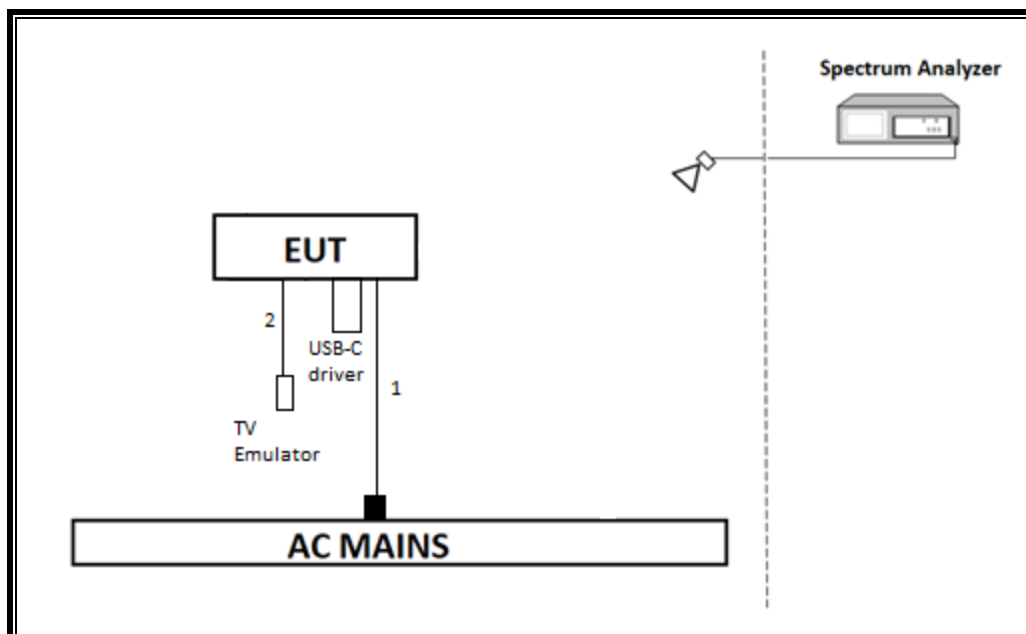 Spectrum Analyzer
EUT
2
USB-C
driver
1
TV
Emulator
AC MAINS